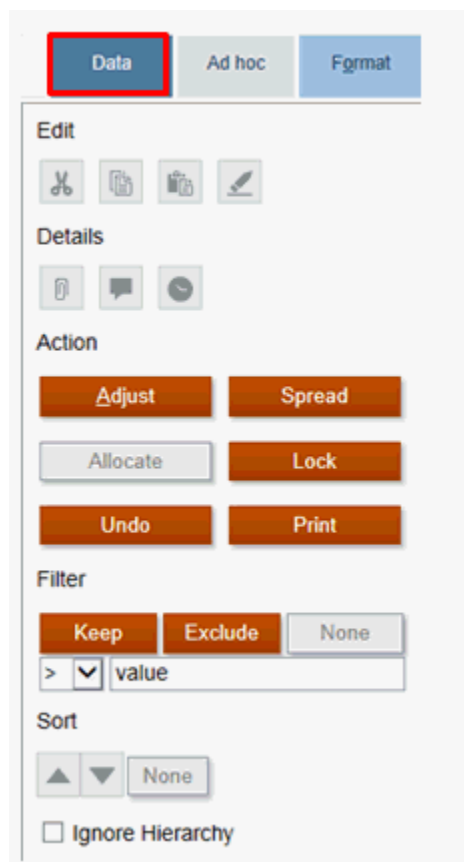 Data Ad hoc Format
Edit
Details
Action
Adjust Spread
Allocate Lock
Undo Print
Filter
Keep Exclude None
> value
Sort
None
Ignore Hierarchy